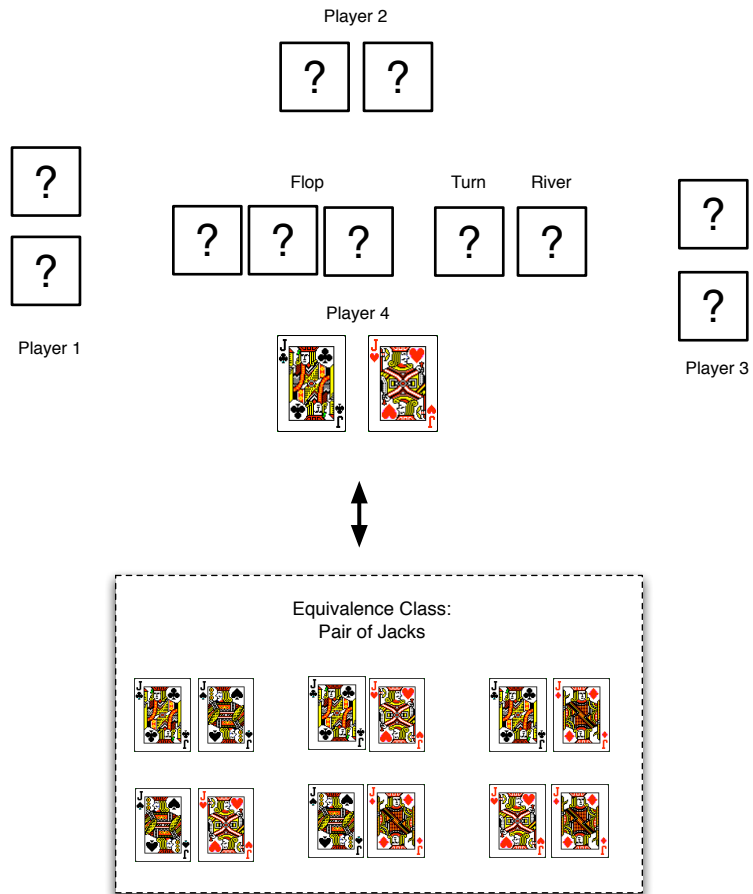 Player 2
? ?
?
?
Player 1
Flop
Turn
River
? ? ? ? ?
?
?
Player 3
Player 4
J J
J J
Equivalence Class:
Pair of Jacks
J J J J J J
J J J J J J
J J J J J J
J J J J J J